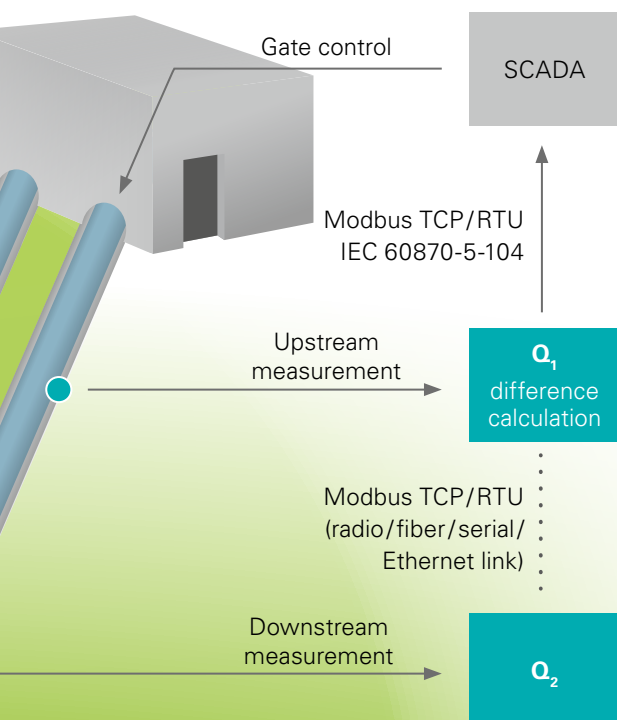 Gate control
SCADA
Modbus TCP/RTU
IEC 60870-5-104
Upstream
measurement
Q₁
difference
calculation
Modbus TCP/RTU
(radio/fiber/serial/
Ethernet link)
Downstream
measurement
Q₂